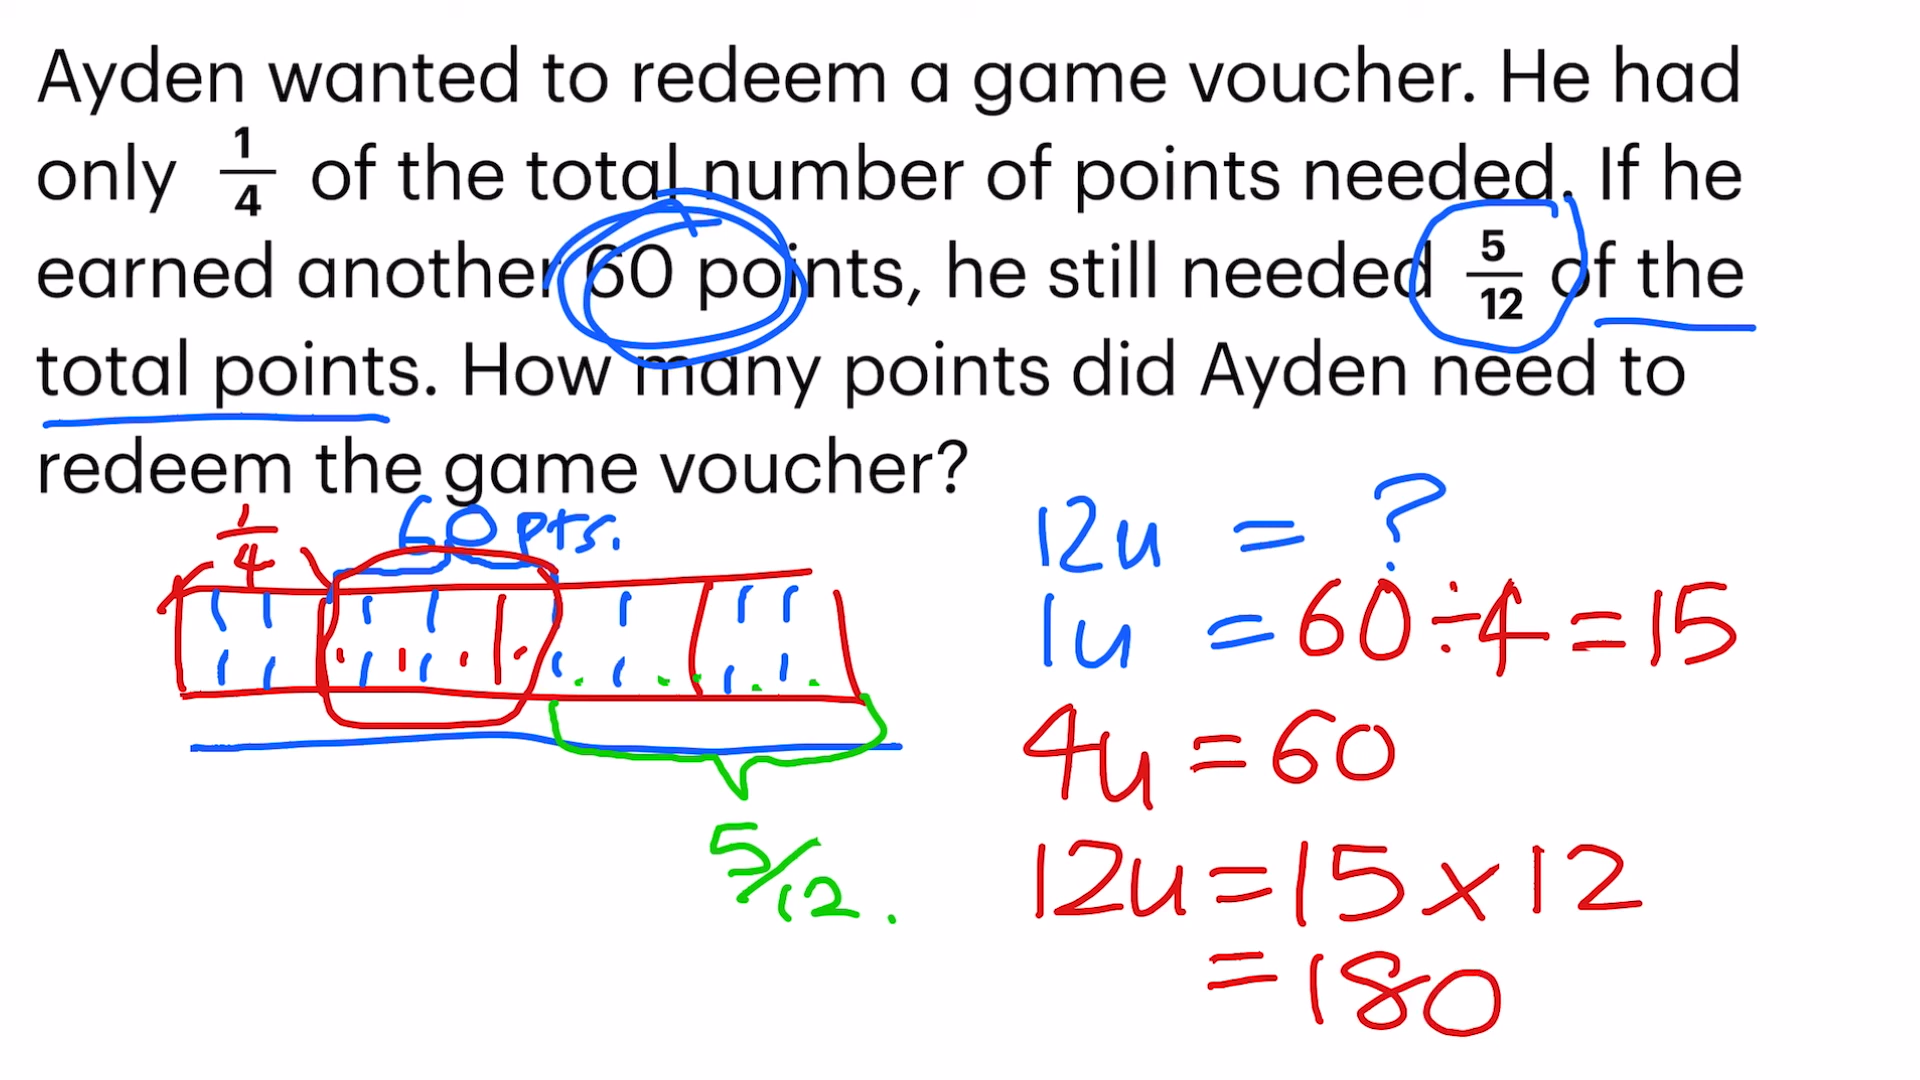 Ayden wanted to redeem a game voucher. He had
only 1/4 of the total number of points needed. If he
earned another 60 points, he still needed 5/12 of the
total points. How many points did Ayden need to
redeem the game voucher?
1/4
60 pts.
5/12.
12u = ?
1u = 60 ÷ 4 = 15
4u = 60
12u = 15 x 12
= 180